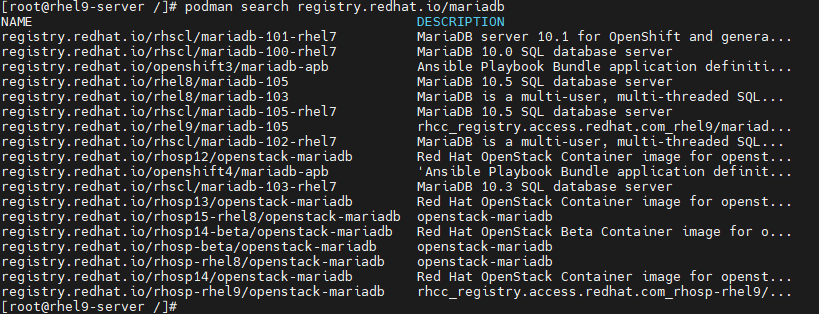 [root@rhel9-server /]# podman search registry.redhat.io/mariadb
NAME DESCRIPTION
registry.redhat.io/rhscl/mariadb-101-rhel7 MariaDB server 10.1 for OpenShift and genera...
registry.redhat.io/rhscl/mariadb-100-rhel7 MariaDB 10.0 SQL database server
registry.redhat.io/openshift3/mariadb-apb Ansible Playbook Bundle application definiti...
registry.redhat.io/rhel8/mariadb-105 MariaDB 10.5 SQL database server
registry.redhat.io/rhel8/mariadb-103 MariaDB is a multi-user, multi-threaded SQL...
registry.redhat.io/rhscl/mariadb-105-rhel7 MariaDB 10.5 SQL database server
registry.redhat.io/rhel9/mariadb-105 rhcc_registry.access.redhat.com_rhel9/mariad...
registry.redhat.io/rhscl/mariadb-102-rhel7 MariaDB is a multi-user, multi-threaded SQL...
registry.redhat.io/rhosp12/openstack-mariadb Red Hat OpenStack Container image for openst...
registry.redhat.io/openshift4/mariadb-apb 'Ansible Playbook Bundle application definit...
registry.redhat.io/rhscl/mariadb-103-rhel7 MariaDB 10.3 SQL database server
registry.redhat.io/rhosp13/openstack-mariadb Red Hat OpenStack Container image for openst...
registry.redhat.io/rhosp15-rhel8/openstack-mariadb openstack-mariadb
registry.redhat.io/rhosp14-beta/openstack-mariadb Red Hat OpenStack Beta Container image for o...
registry.redhat.io/rhosp-beta/openstack-mariadb openstack-mariadb
registry.redhat.io/rhosp-rhel8/openstack-mariadb openstack-mariadb
registry.redhat.io/rhosp14/openstack-mariadb Red Hat OpenStack Container image for openst...
registry.redhat.io/rhosp-rhel9/openstack-mariadb rhcc_registry.access.redhat.com_rhosp-rhel9/...
[root@rhel9-server /]#